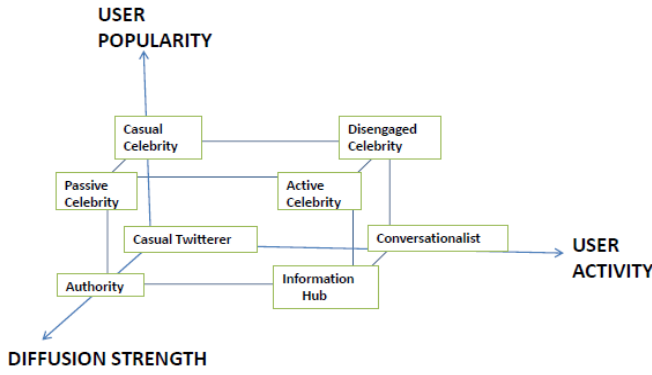 USER
POPULARITY
Casual
Celebrity
Disengaged
Celebrity
Passive
Celebrity
Active
Celebrity
Casual Twitterer
Conversationalist
USER
ACTIVITY
Authority
Information
Hub
DIFFUSION STRENGTH